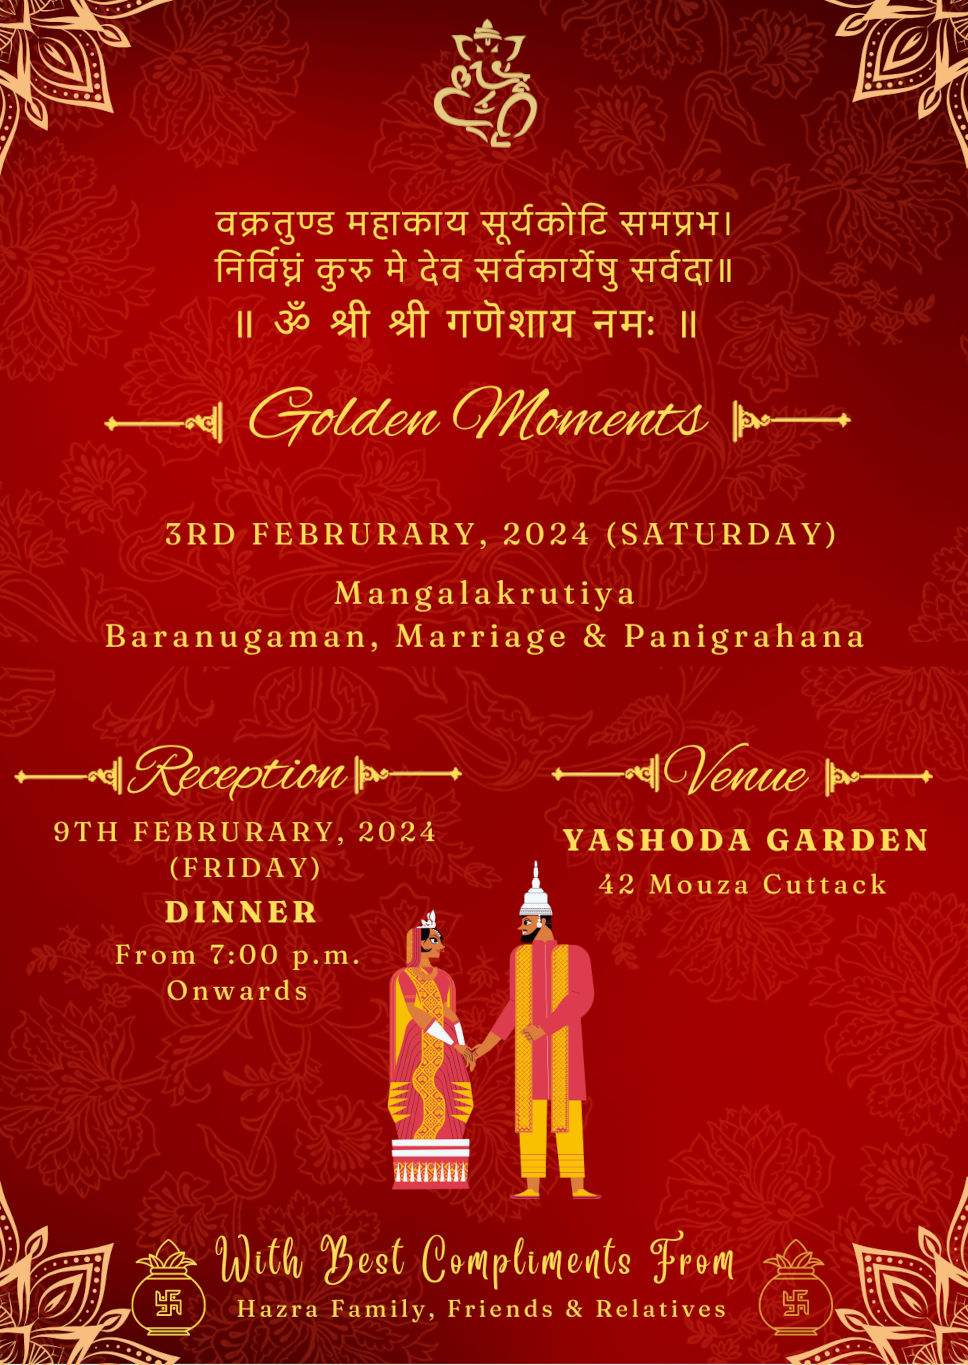 वक्रतुण्ड महाकाय सूर्यकोटि समप्रभ।
निर्विघ्नं कुरु मे देव सर्वकार्येषु सर्वदा॥
॥ ॐ श्री श्री गणेशाय नमः ॥
Golden Moments
3RD FEBRURARY, 2024 (SATURDAY)
Mangalakrutiya
Baranugaman, Marriage & Panigrahana
Reception
9TH FEBRURARY, 2024
(FRIDAY)
DINNER
From 7:00 p.m.
Onwards
Venue
YASHODA GARDEN
42 Mouza Cuttack
With Best Compliments From
Hazra Family, Friends & Relatives